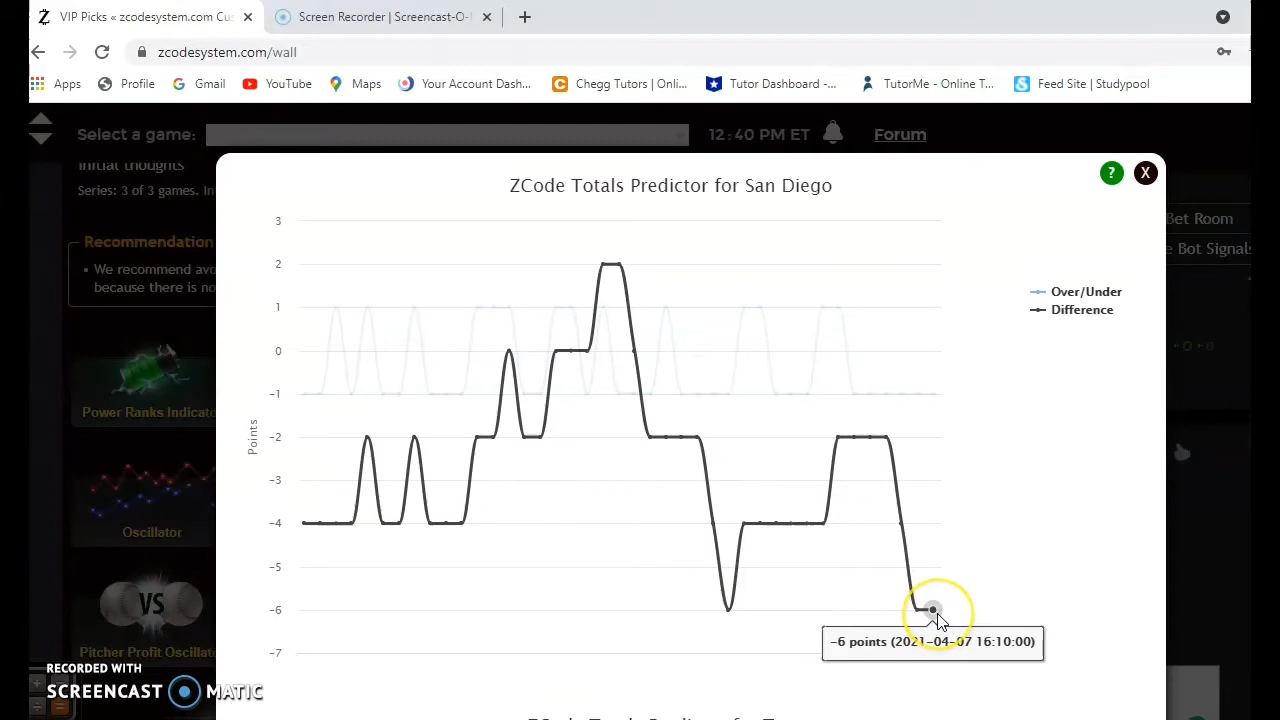 VIP Picks « zcodesystem.com Cus
Screen Recorder | Screencast-O-
zcodesystem.com/wall
Apps Profile Gmail YouTube Maps Your Account Dash... Chegg Tutors | Onli... Tutor Dashboard -... TutorMe - Online T... Feed Site | Studypool
Select a game: 12:40 PM ET Forum
Initial thoughts
Series: 3 of 3 games. In
Recommendation
We recommend avo
because there is no
Power Ranks Indicato
Oscillator
VS
Pitcher Profit Oscillato
Bet Room
e Bot Signals
? X
ZCode Totals Predictor for San Diego
3
2
1
0
-1
-2
-3
-4
-5
-6
-7
Points
Over/Under
Difference
-6 points (2021-04-07 16:10:00)
RECORDED WITH
SCREENCAST MATIC